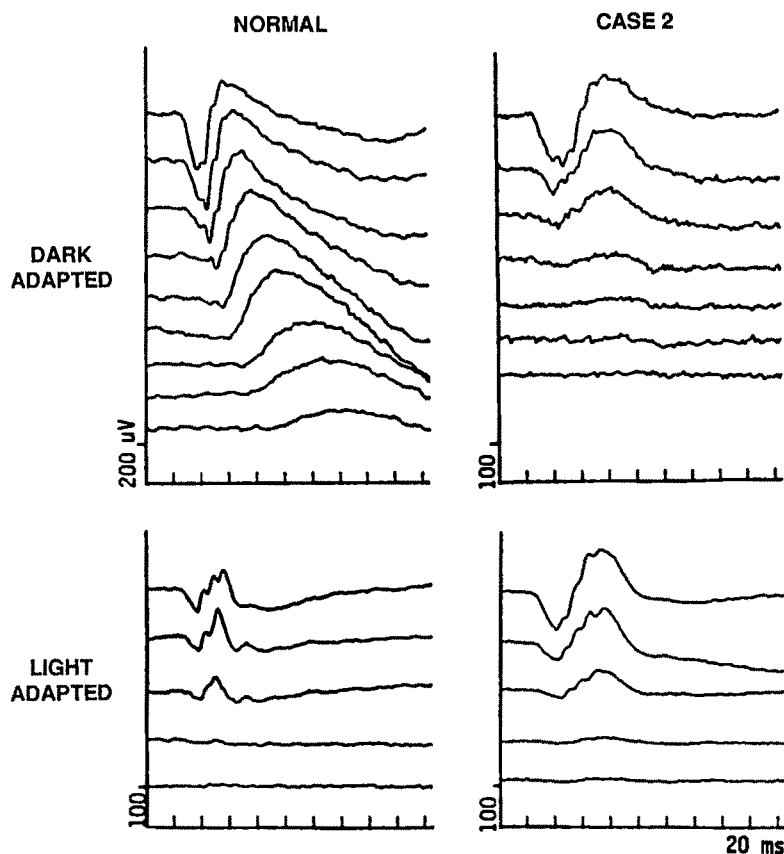 NORMAL
CASE 2
DARK
ADAPTED
200 uV
100
LIGHT
ADAPTED
100
100
20 ms